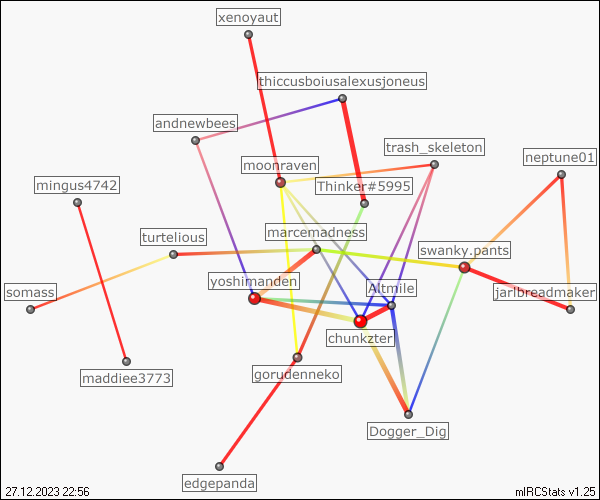 xenoyaut
thiccusboiusalexusjoneus
andnewbees
trash_skeleton
neptune01
moonraven
mingus4742
Thinker#5995
turtelious
marcemadness
swanky.pants
yoshimanden
Altmile
somass
jarlbreadmaker
chunkzter
maddiee3773
gorudenneko
Dogger_Dig
edgepanda
27.12.2023 22:56
mIRCStats v1.25